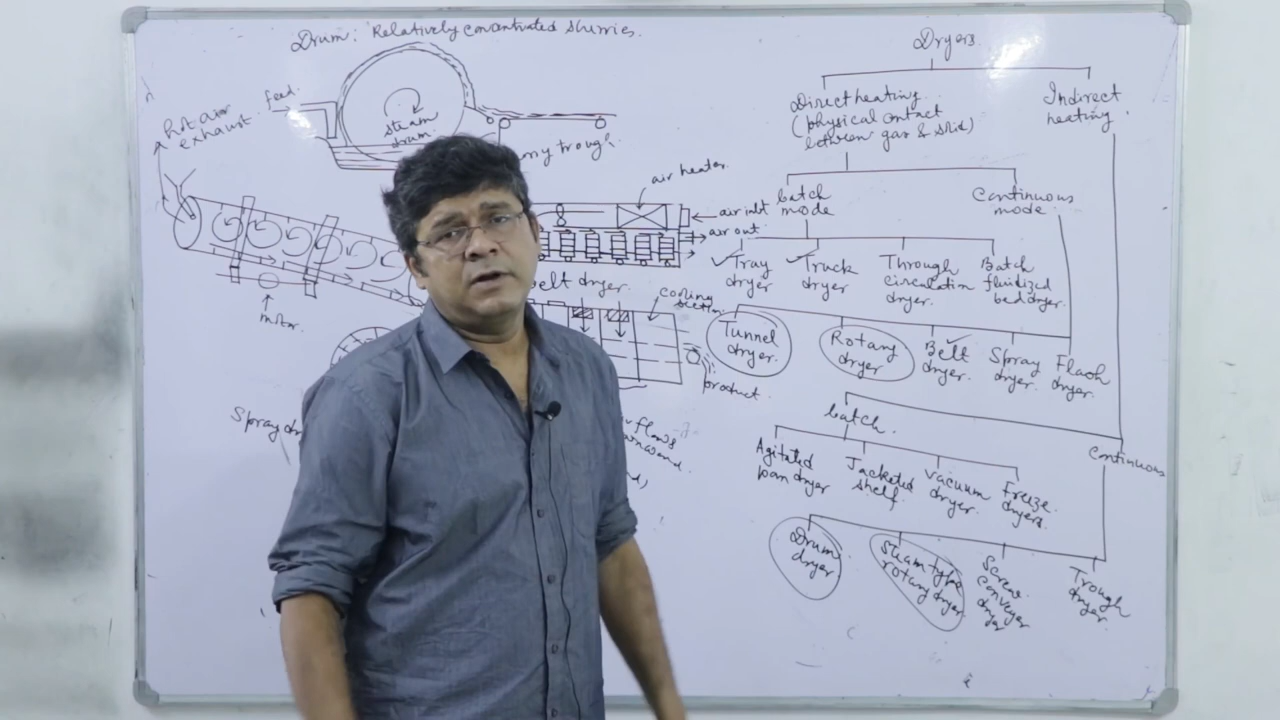 Drum: Relatively concentrated slurries.
feed.
hot air
exhaust.
steam
drum.
trough.
air heater
air inlt
air out
belt dryer.
cooling
section
product.
motor.
Spray
flows
Dryers
Direct heating
(physical contact
between gas & solid)
Indirect
heating
batch
mode
Continuous
mode
Tray
dryer
Truck
dryer
Through
circulation
dryer.
Batch
fluidized
bed dryer.
Tunnel
dryer.
Rotary
dryer
Belt
dryer.
Spray
dryer.
Flash
dryer.
batch.
Continuous
Agitated
pan dryer
Jacketed
shelf.
Vacuum
dryer
Freeze
dryers.
Drum
dryer
Steam-tube
rotary dryer
Screw
conveyor
dryer
Trough
dryer